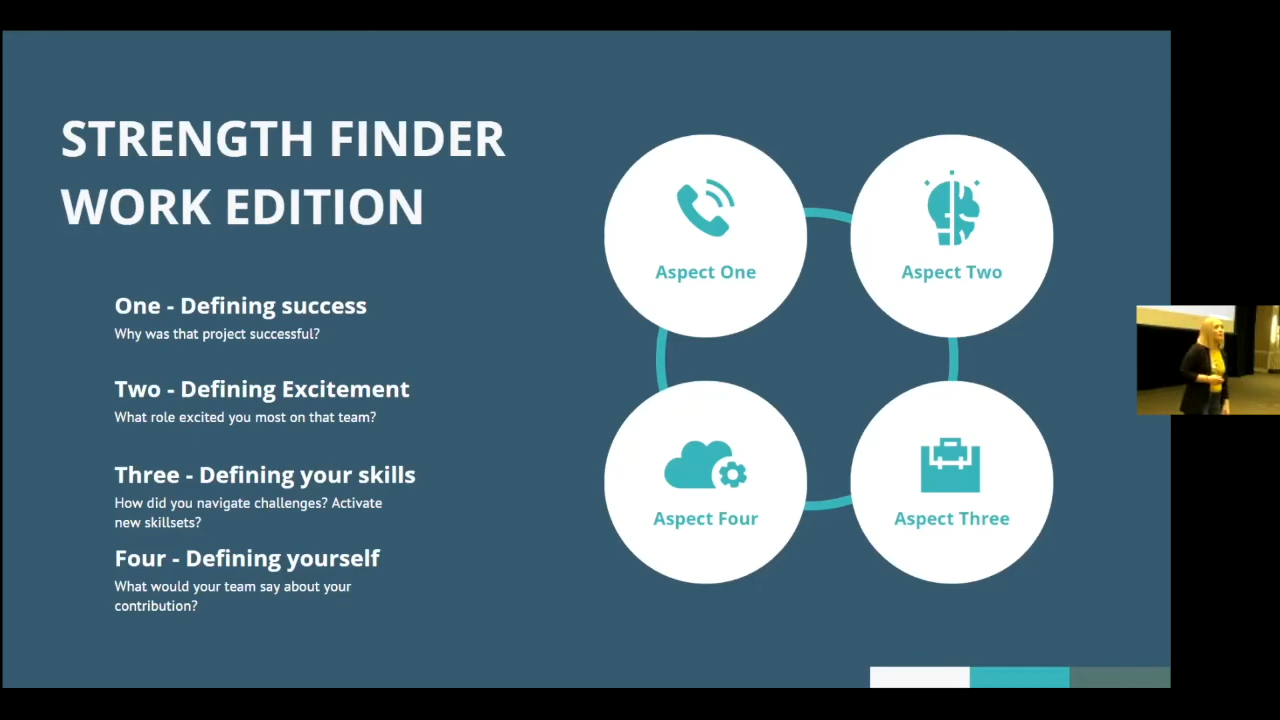 STRENGTH FINDER
WORK EDITION
One - Defining success
Why was that project successful?
Two - Defining Excitement
What role excited you most on that team?
Three - Defining your skills
How did you navigate challenges? Activate
new skillsets?
Four - Defining yourself
What would your team say about your
contribution?
Aspect One
Aspect Two
Aspect Four
Aspect Three